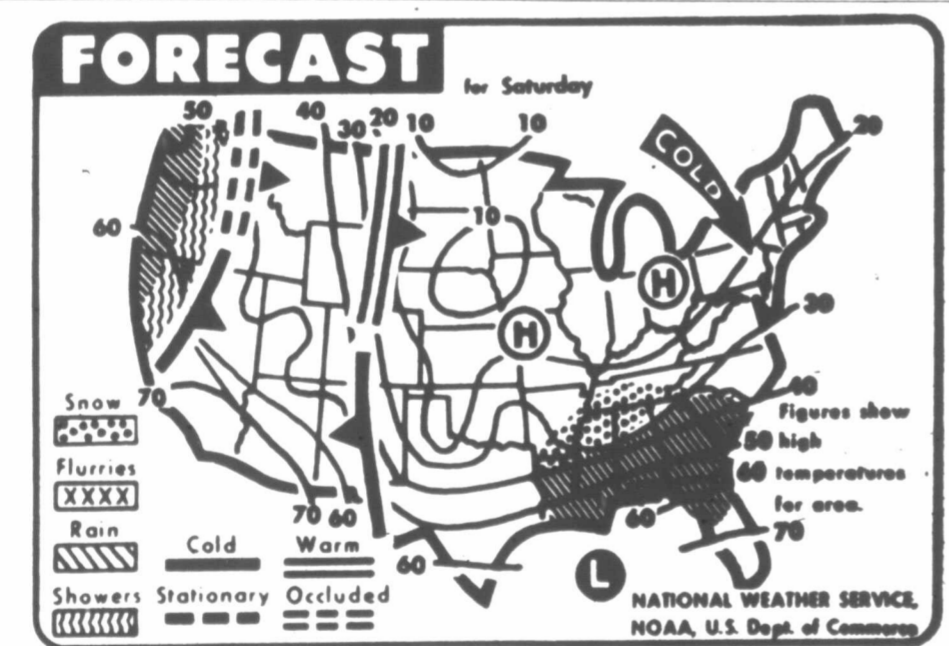 FORECAST
for Saturday
50
40
30
20
10
10
20
COLD
60
10
H
H
30
70
40
Snow
Figures show
50 high
Flurries
60 temperatures
XXXX
for area.
Rain
70 60
60
70
Cold
Warm
60
L
Showers
Stationary
Occluded
NATIONAL WEATHER SERVICE,
NOAA, U.S. Dept. of Commerce